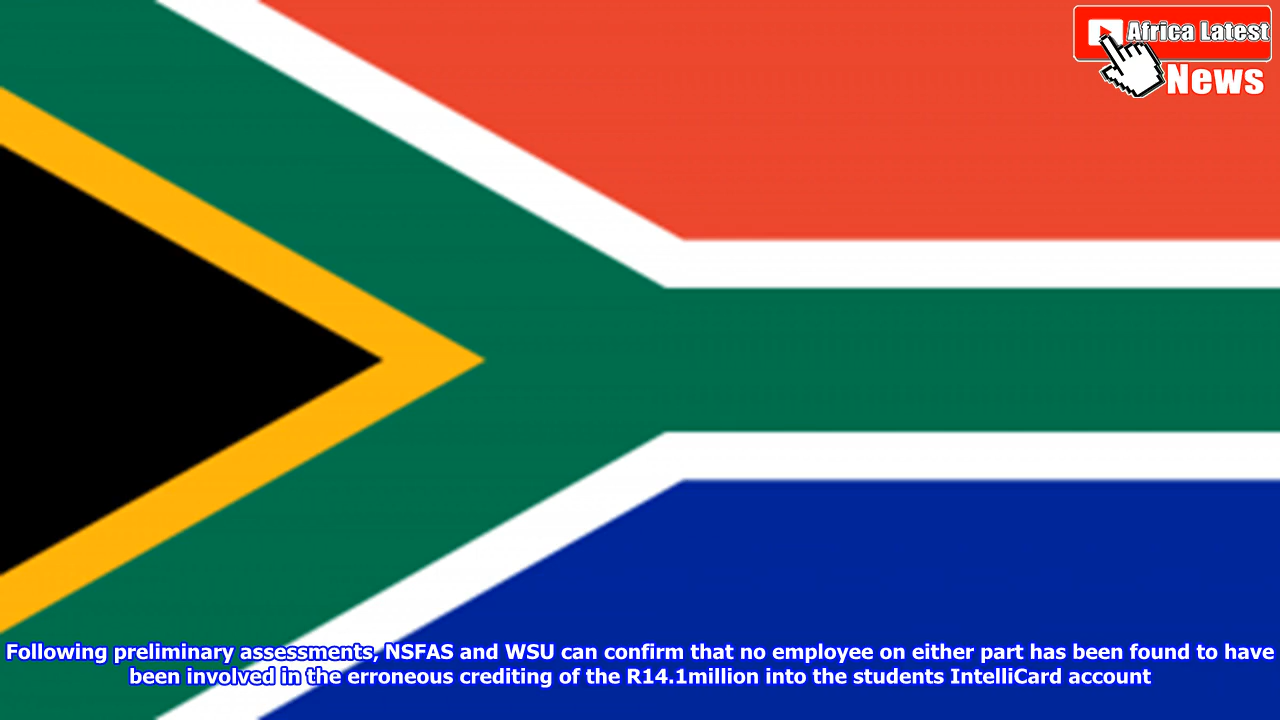 Africa Latest
News
Following preliminary assessments, NSFAS and WSU can confirm that no employee on either part has been found to have
been involved in the erroneous crediting of the R14.1million into the students IntelliCard account